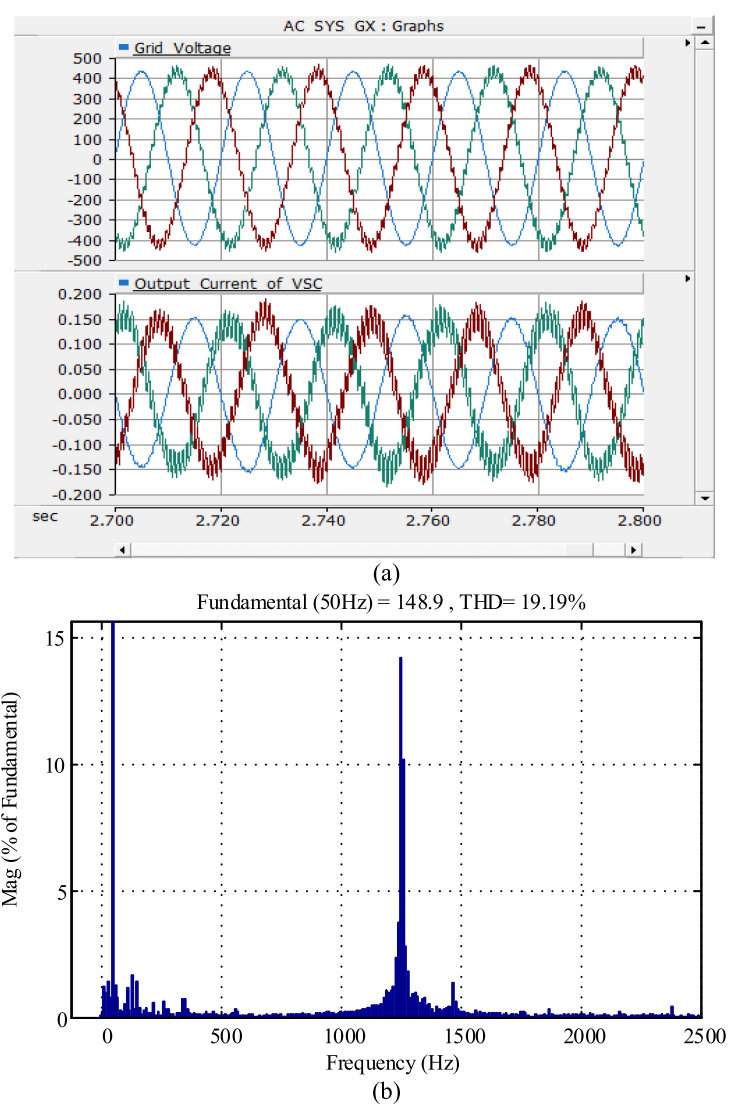 AC SYS GX : Graphs
Grid Voltage
500
400
300
200
100
0
-100
-200
-300
-400
-500
Output Current of VSC
0.200
0.150
0.100
0.050
0.000
-0.050
-0.100
-0.150
-0.200
sec 2.700 2.720 2.740 2.760 2.780 2.800
(a)
Fundamental (50Hz) = 148.9 , THD= 19.19%
Mag (% of Fundamental)
15
10
5
0
0 500 1000 1500 2000 2500
Frequency (Hz)
(b)